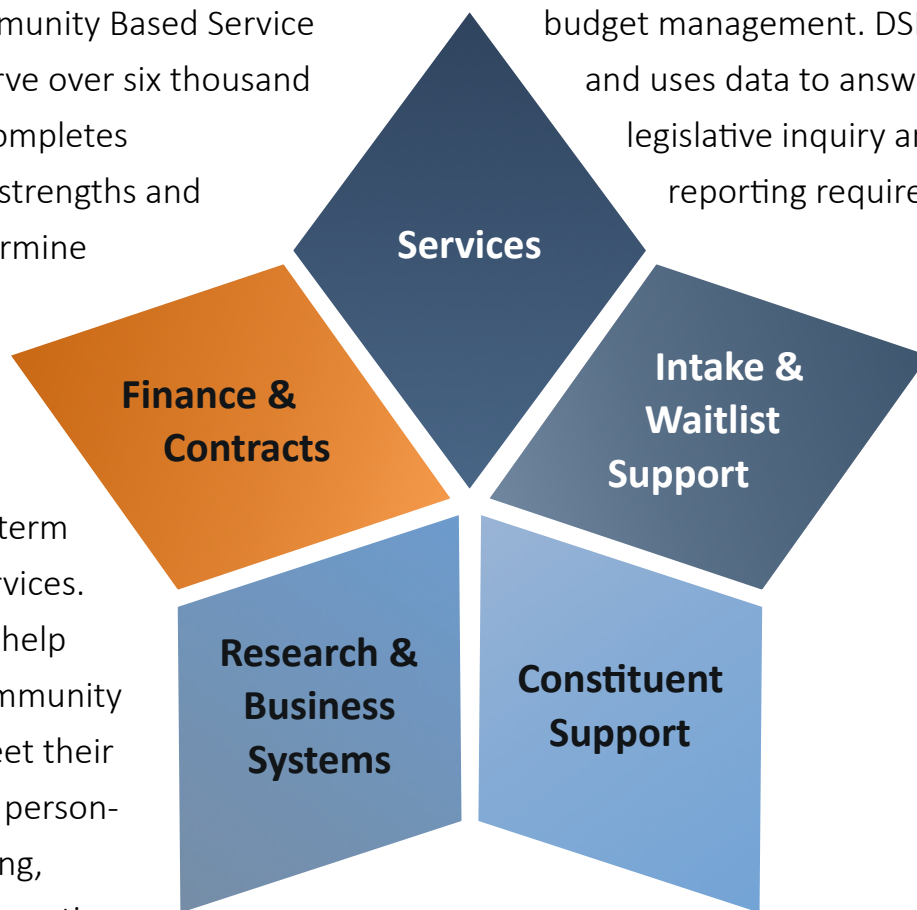 munity Based Service
rve over six thousand
ompletes
strengths and
rmine
budget management. DS
and uses data to answ
legislative inquiry a
reporting require
Services
Finance &
Contracts
Intake &
Waitlist
Support
term
rvices.
help
mmunity
eet their
person-
ng,
Research &
Business
Systems
Constituent
Support